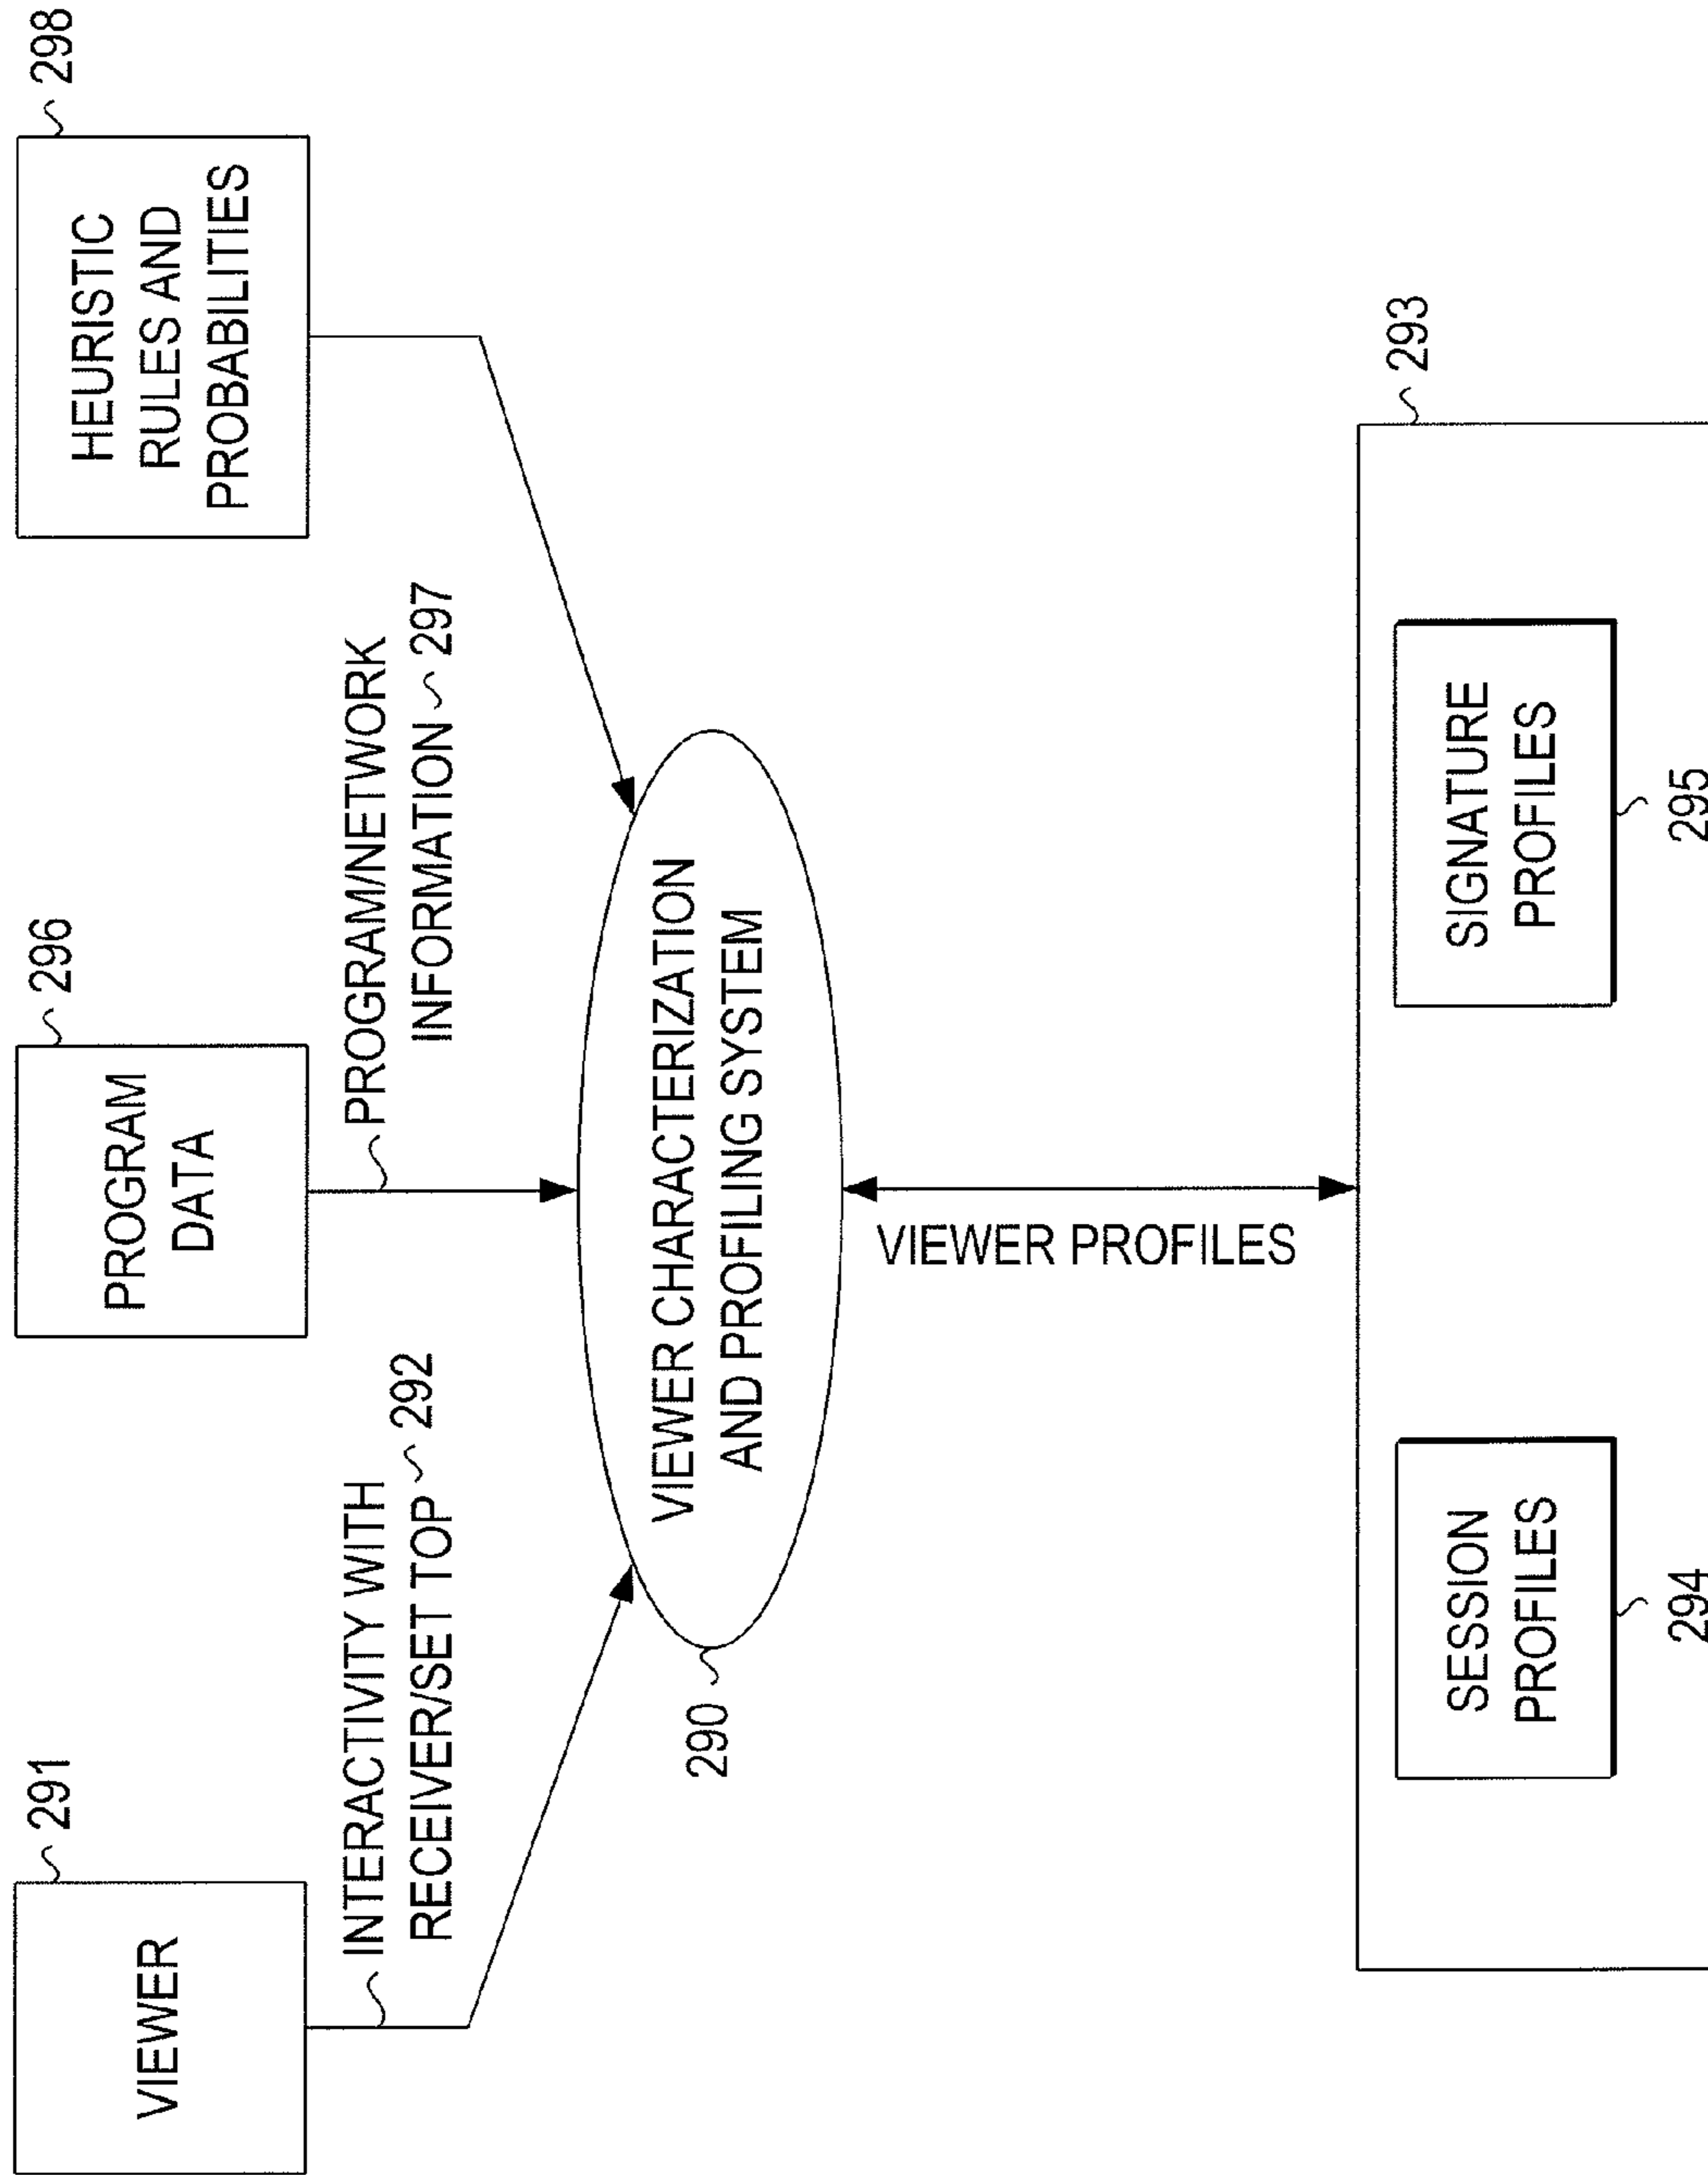 291
VIEWER
296
PROGRAM
DATA
298
HEURISTIC
RULES AND
PROBABILITIES
INTERACTIVITY WITH
RECEIVER/SET TOP 292
PROGRAM/NETWORK
INFORMATION 297
VIEWER CHARACTERIZATION
AND PROFILING SYSTEM
290
VIEWER PROFILES
293
SESSION
PROFILES
294
SIGNATURE
PROFILES
295